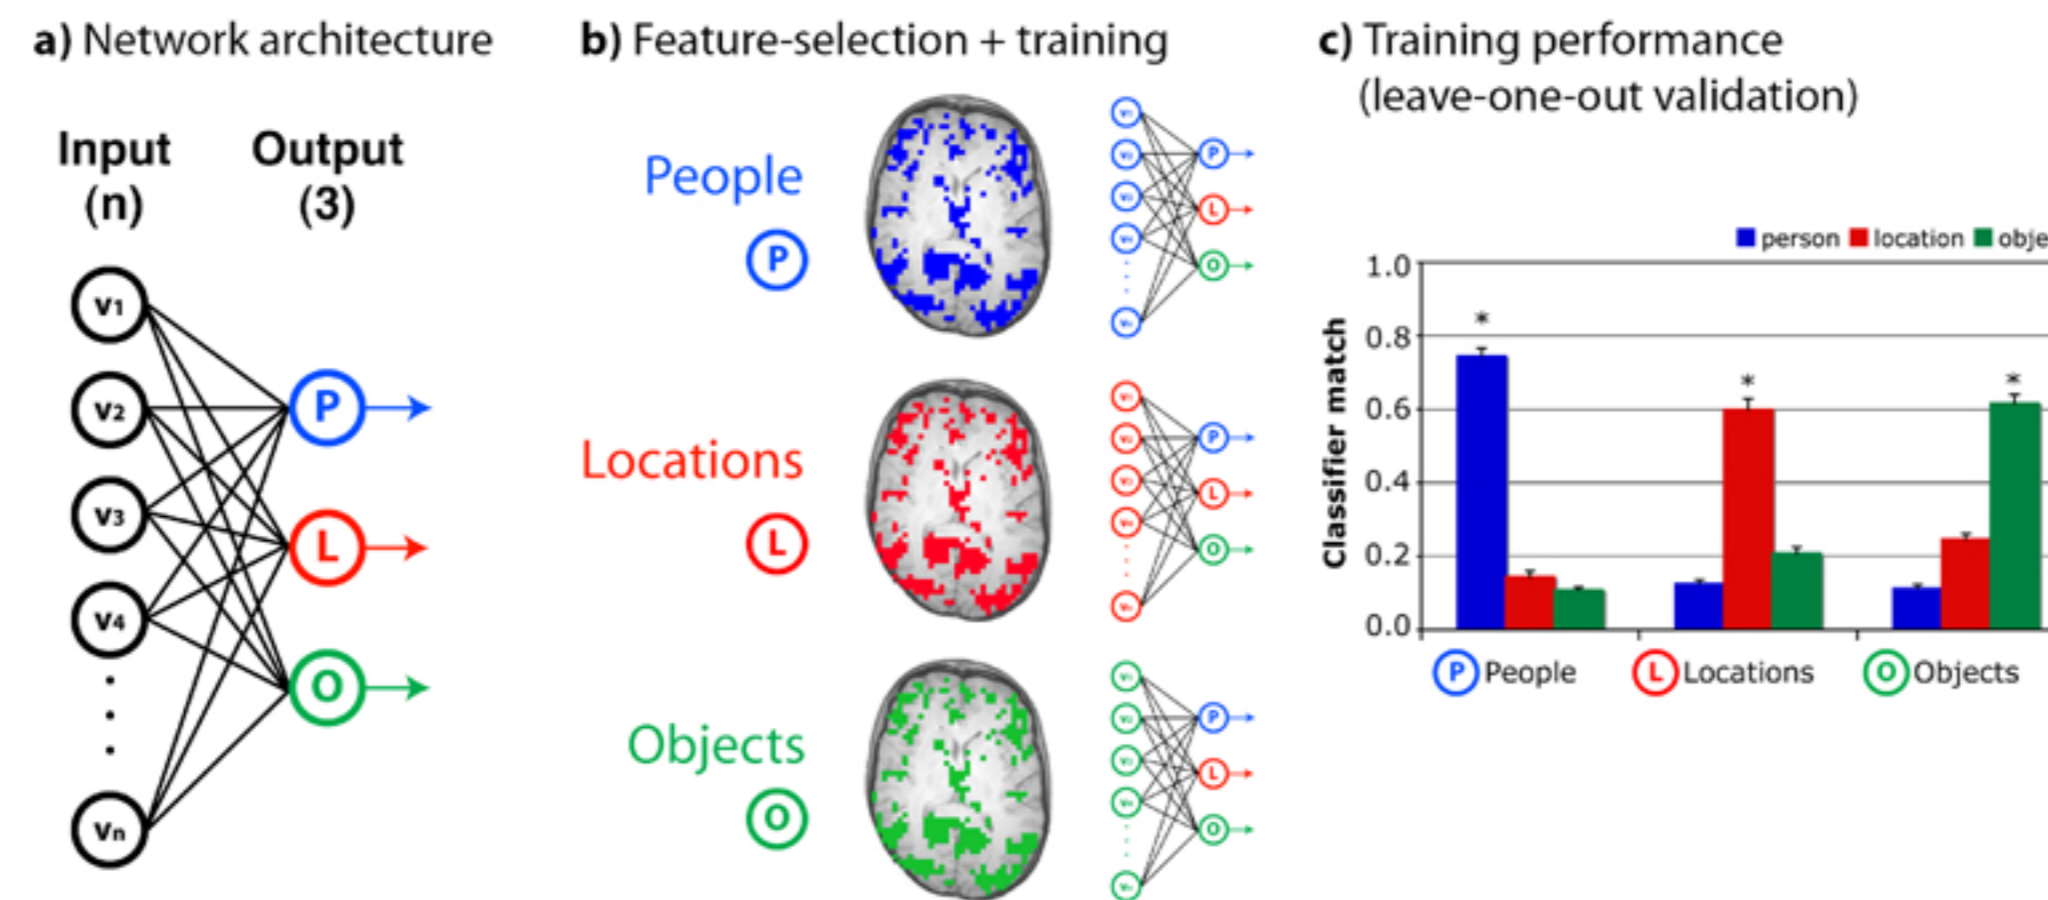 a) Network architecture
Input
(n)
Output
(3)
v1
v2
v3
v4
vn
P
L
O
b) Feature-selection + training
People
P
P
L
O
Locations
L
P
L
O
Objects
O
P
L
O
c) Training performance
(leave-one-out validation)
person location obje
Classifier match
1.0
0.8
0.6
0.4
0.2
0.0
*
*
*
P People
L Locations
O Objects